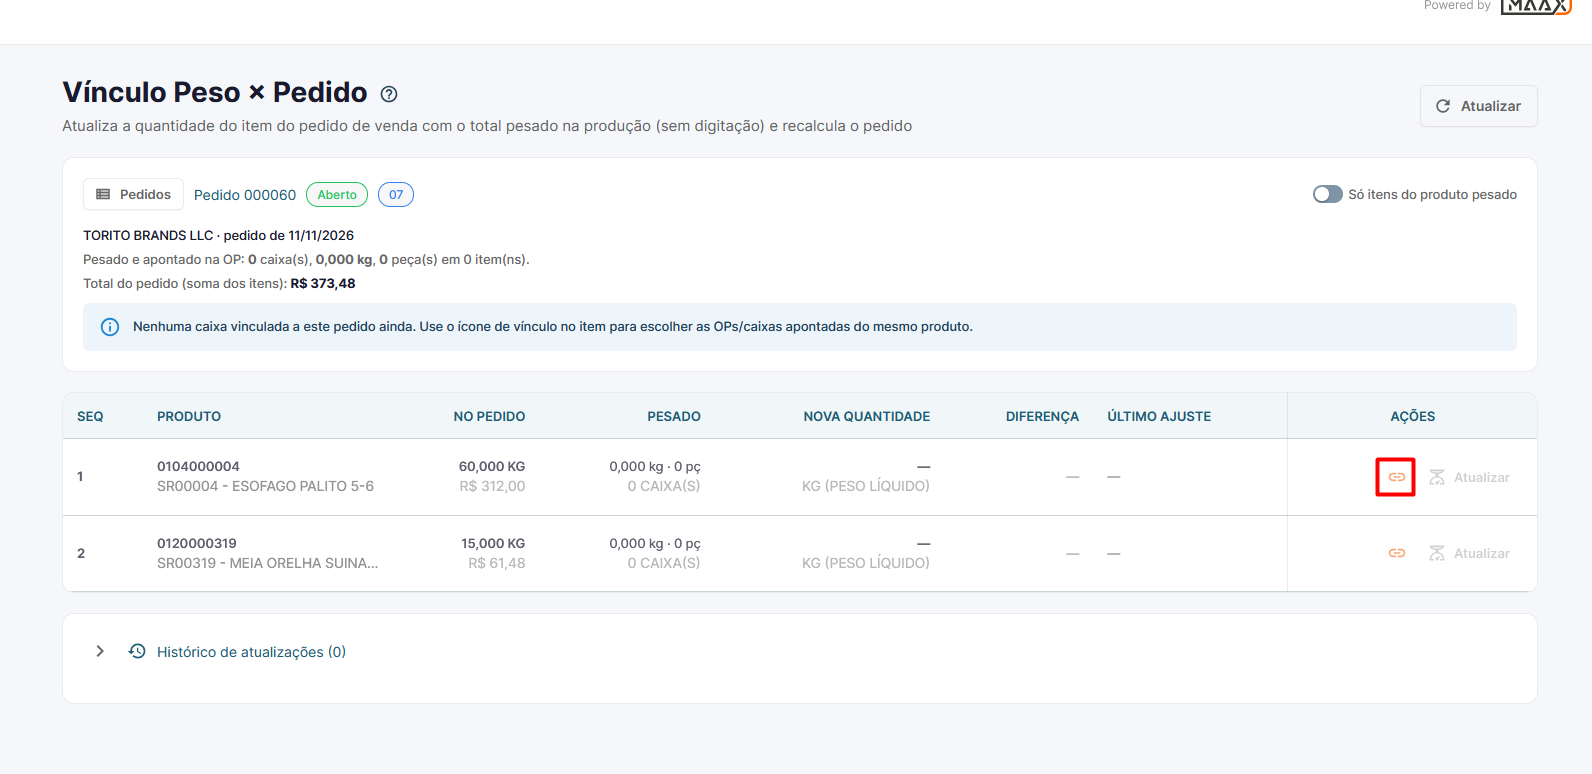 Powered by MAAX
Vínculo Peso × Pedido
Atualiza a quantidade do item do pedido de venda com o total pesado na produção (sem digitação) e recalcula o pedido
Atualizar
Pedidos Pedido 000060 Aberto 07 Só itens do produto pesado
TORITO BRANDS LLC · pedido de 11/11/2026
Pesado e apontado na OP: 0 caixa(s), 0,000 kg, 0 peça(s) em 0 item(ns).
Total do pedido (soma dos itens): R$ 373,48
Nenhuma caixa vinculada a este pedido ainda. Use o ícone de vínculo no item para escolher as OPs/caixas apontadas do mesmo produto.
SEQ PRODUTO NO PEDIDO PESADO NOVA QUANTIDADE DIFERENÇA ÚLTIMO AJUSTE AÇÕES
0104000004 60,000 KG 0,000 kg · 0 pç —
1 — — Atualizar
SR00004 - ESOFAGO PALITO 5-6 R$ 312,00 0 CAIXA(S) KG (PESO LÍQUIDO)
0120000319 15,000 KG 0,000 kg · 0 pç —
2 — — Atualizar
SR00319 - MEIA ORELHA SUINA... R$ 61,48 0 CAIXA(S) KG (PESO LÍQUIDO)
Histórico de atualizações (0)